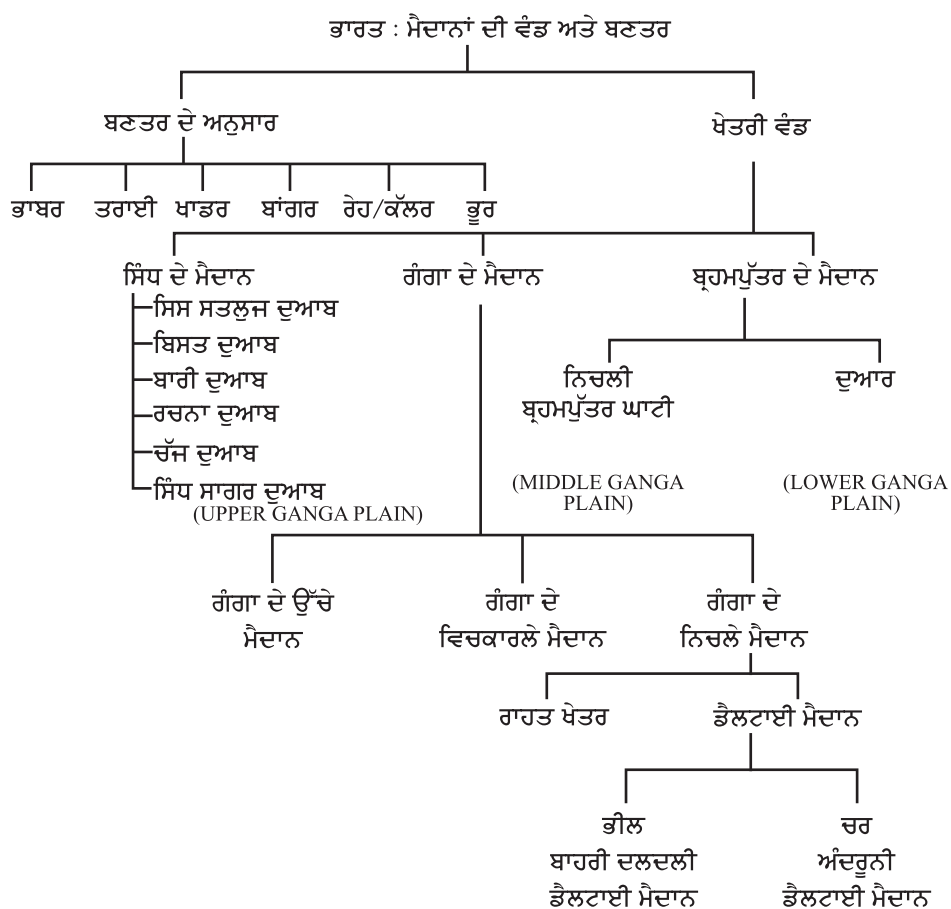 ਭਾਰਤ : ਮੈਦਾਨਾਂ ਦੀ ਵੰਡ ਅਤੇ ਬਣਤਰ
ਬਣਤਰ ਦੇ ਅਨੁਸਾਰ
ਖੇਤਰੀ ਵੰਡ
ਭਾਬਰ ਤਰਾਈ ਖਾਡਰ ਬਾਂਗਰ ਰੇਹ/ਕੱਲਰ ਭੂਰ
ਸਿੰਧ ਦੇ ਮੈਦਾਨ ਗੰਗਾ ਦੇ ਮੈਦਾਨ ਬ੍ਰਹਮਪੁੱਤਰ ਦੇ ਮੈਦਾਨ
ਸਿਸ ਸਤਲੁਜ ਦੁਆਬ
ਬਿਸਤ ਦੁਆਬ
ਬਾਰੀ ਦੁਆਬ
ਰਚਨਾ ਦੁਆਬ
ਚੱਜ ਦੁਆਬ
ਸਿੰਧ ਸਾਗਰ ਦੁਆਬ
ਨਿਚਲੀ
ਬ੍ਰਹਮਪੁੱਤਰ ਘਾਟੀ
ਦੁਆਰ
(UPPER GANGA PLAIN)
(MIDDLE GANGA
PLAIN)
(LOWER GANGA
PLAIN)
ਗੰਗਾ ਦੇ ਉੱਚੇ
ਮੈਦਾਨ
ਗੰਗਾ ਦੇ
ਵਿਚਕਾਰਲੇ ਮੈਦਾਨ
ਗੰਗਾ ਦੇ
ਨਿਚਲੇ ਮੈਦਾਨ
ਰਾਹਤ ਖੇਤਰ
ਡੈਲਟਾਈ ਮੈਦਾਨ
ਭੀਲ
ਬਾਹਰੀ ਦਲਦਲੀ
ਡੈਲਟਾਈ ਮੈਦਾਨ
ਚਰ
ਅੰਦਰੂਨੀ
ਡੈਲਟਾਈ ਮੈਦਾਨ